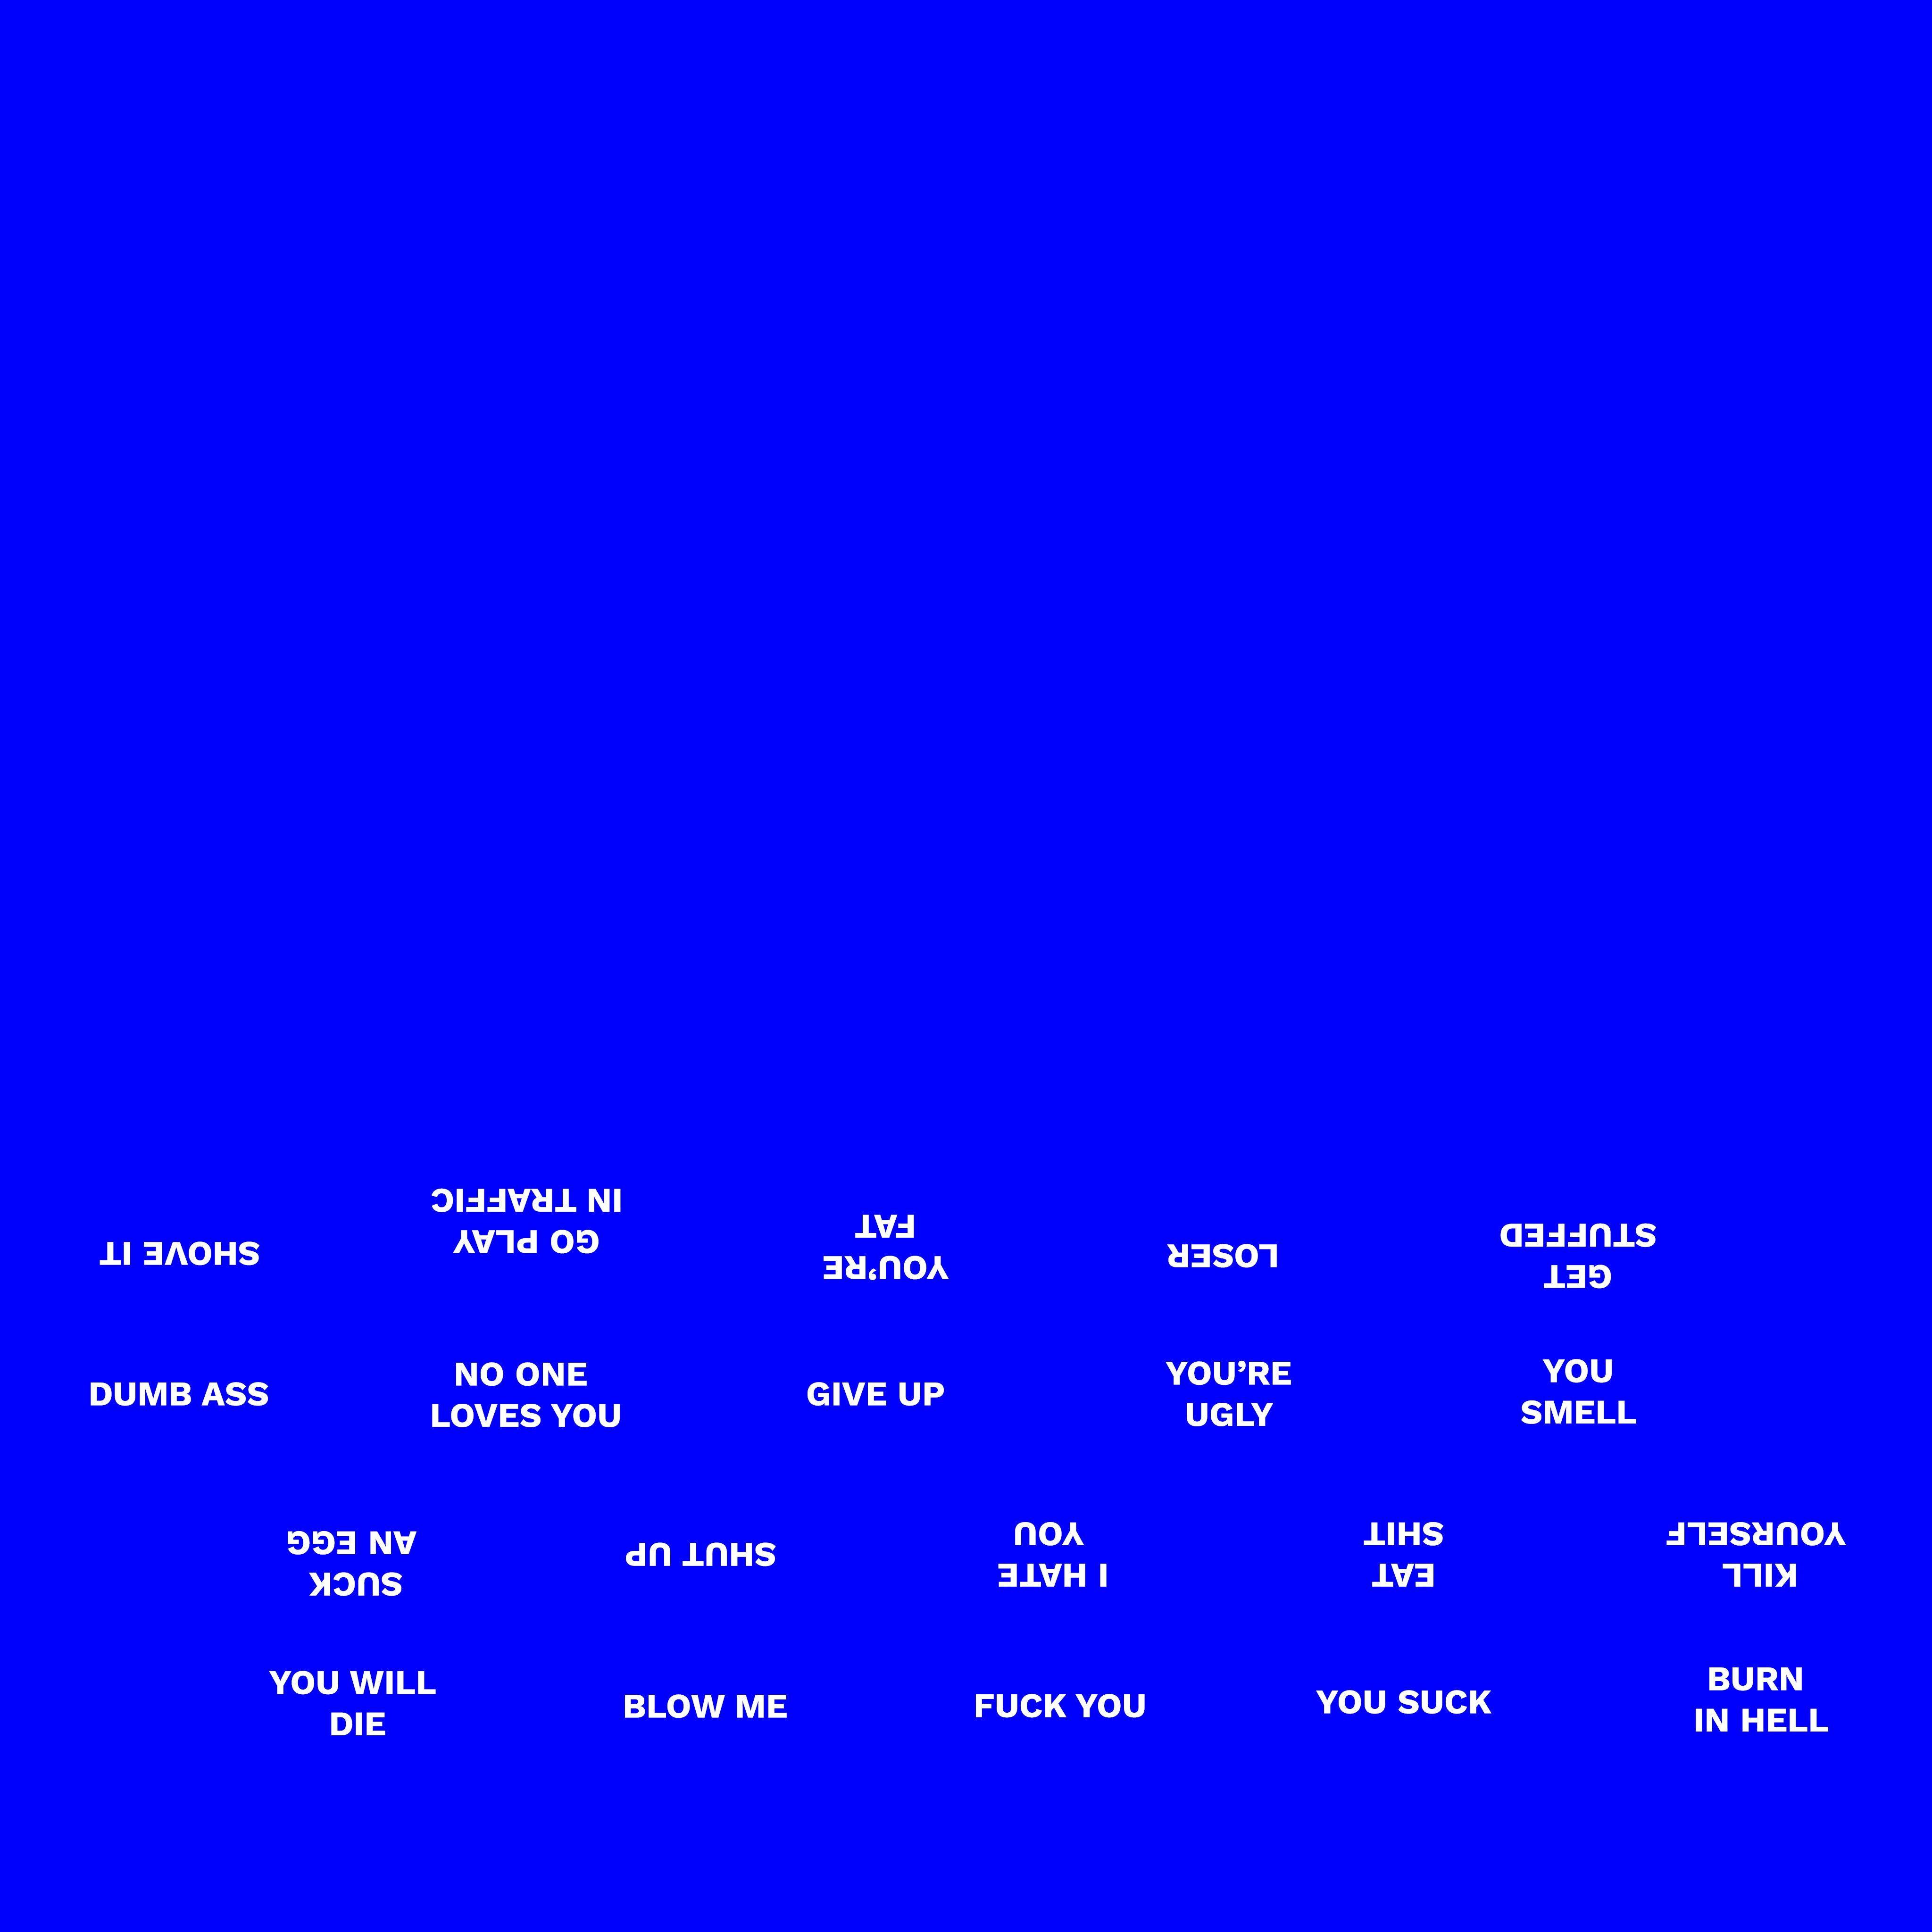 SHOVE IT
GO PLAY
IN TRAFFIC
YOU'RE
FAT
LOSER
GET
STUFFED
DUMB ASS
NO ONE
LOVES YOU
GIVE UP
YOU'RE
UGLY
YOU
SMELL
SUCK
AN EGG
SHUT UP
I HATE
YOU
EAT
SHIT
KILL
YOURSELF
YOU WILL
DIE
BLOW ME
FUCK YOU
YOU SUCK
BURN
IN HELL